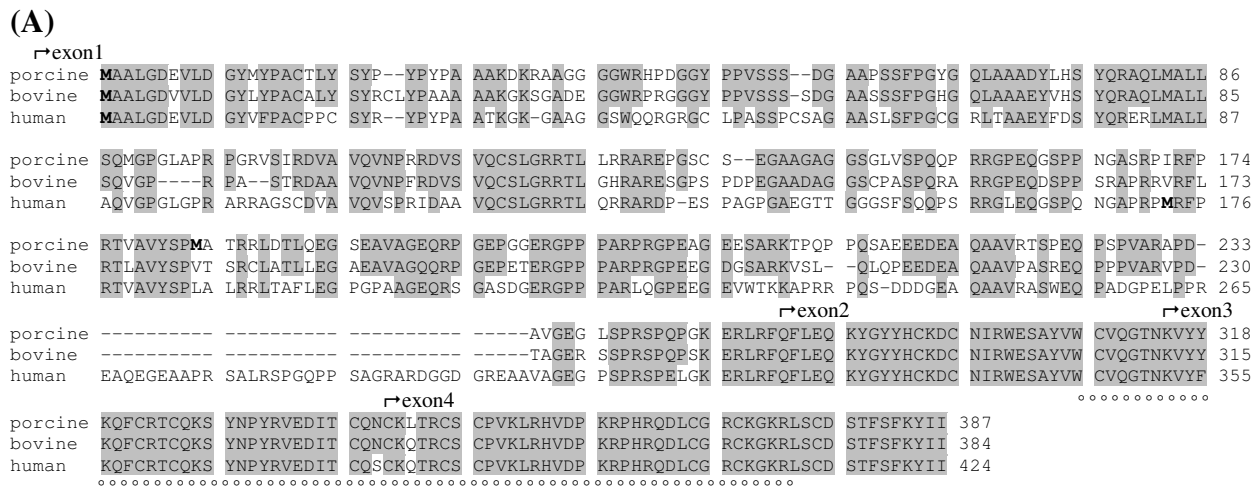 (A)
↱exon1
porcine MAALGDEVLD GYMYPACTLY SYP--YPYPA AAKDKRAAGG GGWRHPDGGY PPVSSS--DG AAPSSFPGYG QLAAADYLHS YQRAQLMALL 86
bovine MAALGDVVLD GYLYPACALY SYRCLYPAAA AAKGKSGADE GGWRPRGGGY PPVSSS-SDG AASSSFPGHG QLAAAEYVHS YQRAQLMALL 85
human MAALGDEVLD GYVFPACPPC SYR-YPYPAA ATKGK-GAAG GSWQQRGRGC LPASSPCSAG AASLSFPGCG RLTAAEYFDS YQRERLMALL 87
porcine SQMGPGLAPR PGRVSIRDVA VQVNPRRDVS VQCSLGRRTL LRRAREPGSCS S--EGAAGAG GSGLVSPQQP RRGPEQGSPP NGASRPIRFP 174
bovine SQVGP----R PA--STRDAA VQVNPFRDVS VQCSLGRRTL GHRARESGPS PDPEGAADAG GSCPASPQRA RRGPEQDSPP SRAPRRVRFL 173
human AQVGPGLGPR ARRAGSCDVA VQVSPRIDAA VQCSLGRRTL QRRARDP-ES PAGPGAEGTT GGGSFSQQPS RRGLEQGSPQ NGAPRPMRFP 176
porcine RTVAVYSPMA TRRLDTLQEG SEAVAGEQRP GEPGGERGPP PARPRGPEAG EESARKTPQP PQSAEEEDEA QAAVRTSPEQ PSPVARAPD- 233
bovine RTLAVYSPVT SRCLATLLEG AEAVAGQQRP GEPETERGPP PARPRGPEEG DGSARKVSL- -QLQPEEDEA QAAVPASREQ PPPVARVPD- 230
human RTVAVYSPLA LRRLTAFLEG PGPAAGEQRS GASDGERGPP PARLQGPEEG EVWTKKAPRR PQS-DDDGEA QAAVRASWEQ PADGPELPPR 265
↱exon2 ↱exon3
porcine ---------- ---------- ---------- ---------- AVGEG LSPRSPQPGK ERLRFQFLEQ KYGYYHCKDC NIRWESAYVW CVQGTNKVYY 318
bovine ---------- ---------- ---------- ---------- TAGERS SPRSPQPSK ERLRFQFLEQ KYGYYHCKDC NIRWESAYVW CVQGTNKVYY 315
human EAQEGEAAPR SALRSPGQPP SAGRARDGGD GREAAVAGEG PSPRSPELGK ERLRFQFLEQ KYGYYHCKDC NIRWESAYVW CVQGTNKVYF 355
↱exon4
porcine KQFCRTCQKS YNPYRVEDIT CQNCKLTRCS CPVKLRHVDP KRPHRQDLCG RCKGKRLSCD STFSFKYII 387
bovine KQFCRTCQKS YNPYRVEDIT CQNCKQTRCS CPVKLRHVDP KRPHRQDLCG RCKGKRLSCD STFSFKYII 384
human KQFCRTCQKS YNPYRVEDIT CQSCKQTRCS CPVKLRHVDP KRPHRQDLCG RCKGKRLSCD STFSFKYII 424